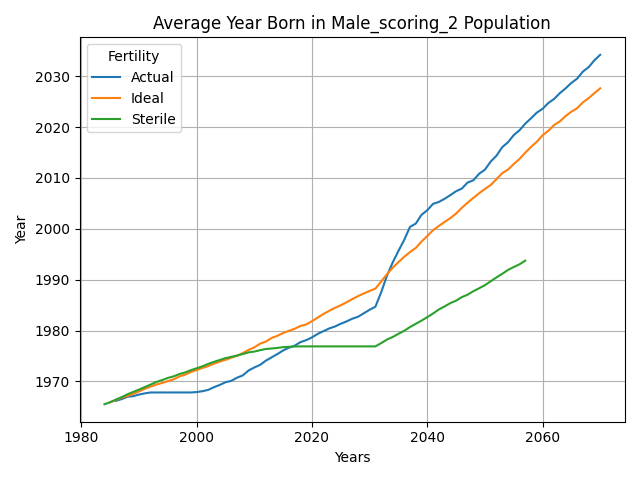 Average Year Born in Male_scoring_2 Population
Fertility
Actual
Ideal
Sterile
2030
2020
2010
2000
1990
1980
1970
Year
1980
2000
2020
2040
2060
Years